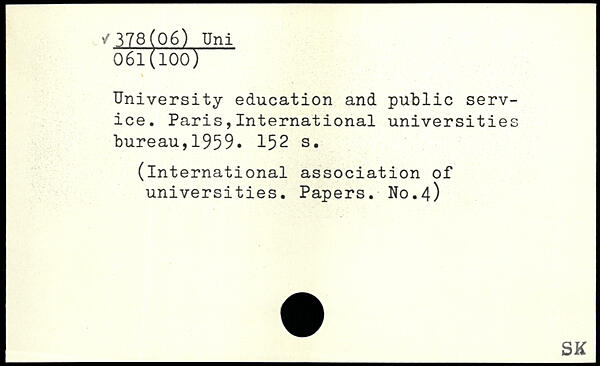 ✓ 378(06) Uni
061(100)
University education and public serv-
ice. Paris,International universities
bureau,1959. 152 s.
(International association of
universities. Papers. No.4)
SK